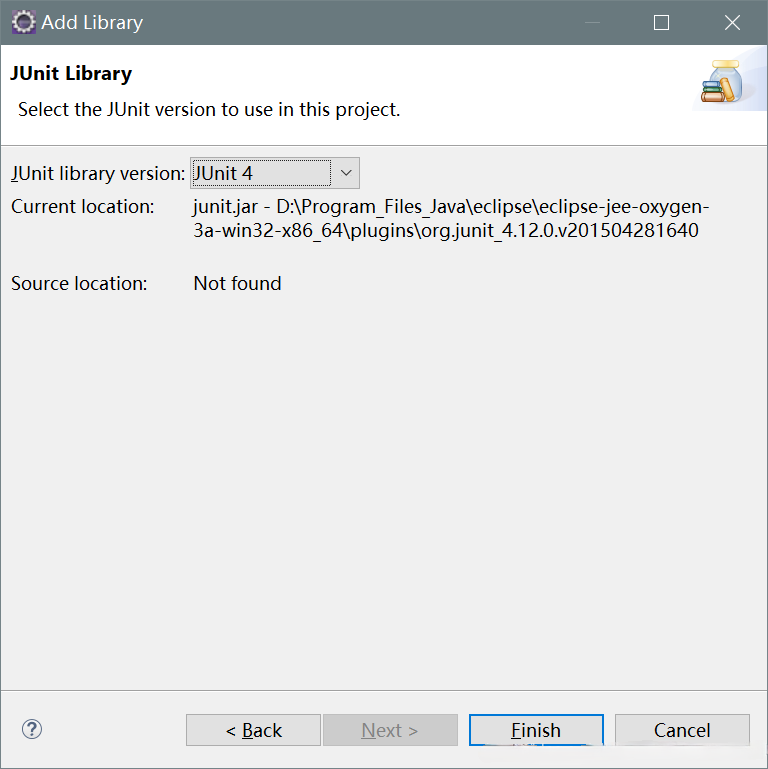 Add Library
JUnit Library
Select the JUnit version to use in this project.
JUnit library version: JUnit 4
Current location: junit.jar - D:\Program_Files_Java\eclipse\eclipse-jee-oxygen-
3a-win32-x86_64\plugins\org.junit_4.12.0.v201504281640
Source location: Not found
?
< Back Next > Finish Cancel